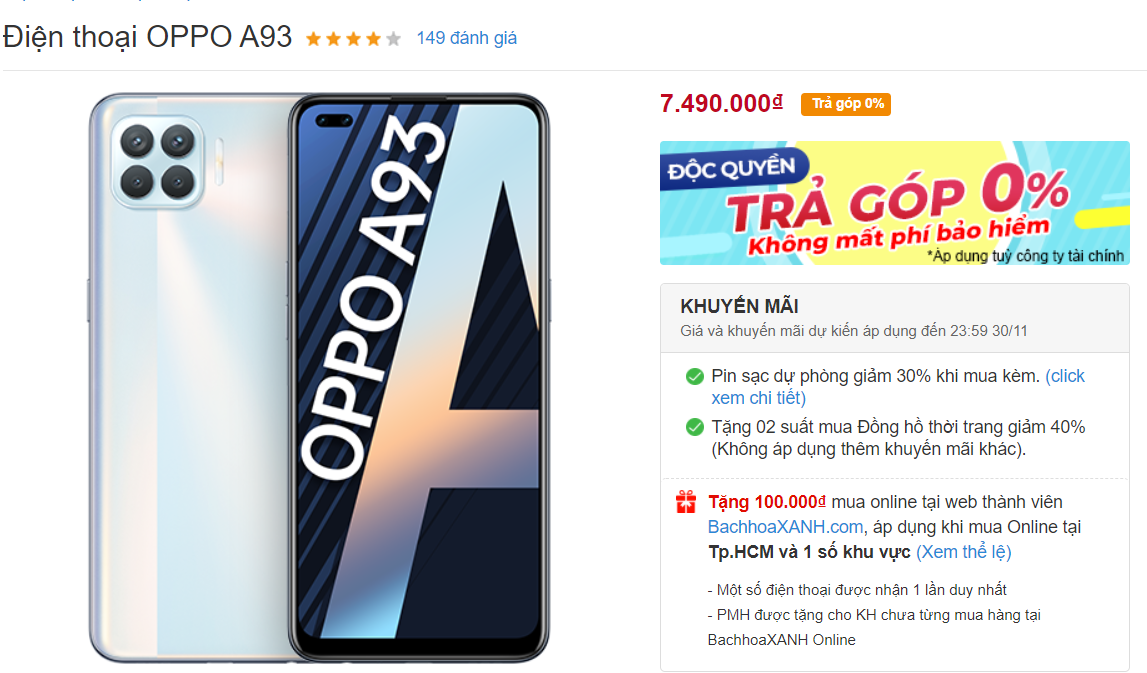 Điện thoại OPPO A93
149 đánh giá
OPPO A93
7.490.000₫
Trả góp 0%
ĐỘC QUYỀN
TRẢ GÓP 0%
Không mất phí bảo hiểm
*Áp dụng tuỳ công ty tài chính
KHUYẾN MÃI
Giá và khuyến mãi dự kiến áp dụng đến 23:59 30/11
Pin sạc dự phòng giảm 30% khi mua kèm. (click
xem chi tiết)
Tặng 02 suất mua Đồng hồ thời trang giảm 40%
(Không áp dụng thêm khuyến mãi khác).
Tặng 100.000₫ mua online tại web thành viên
BachhoaXANH.com, áp dụng khi mua Online tại
Tp.HCM và 1 số khu vực (Xem thể lệ)
- Một số điện thoại được nhận 1 lần duy nhất
- PMH được tặng cho KH chưa từng mua hàng tại
BachhoaXANH Online